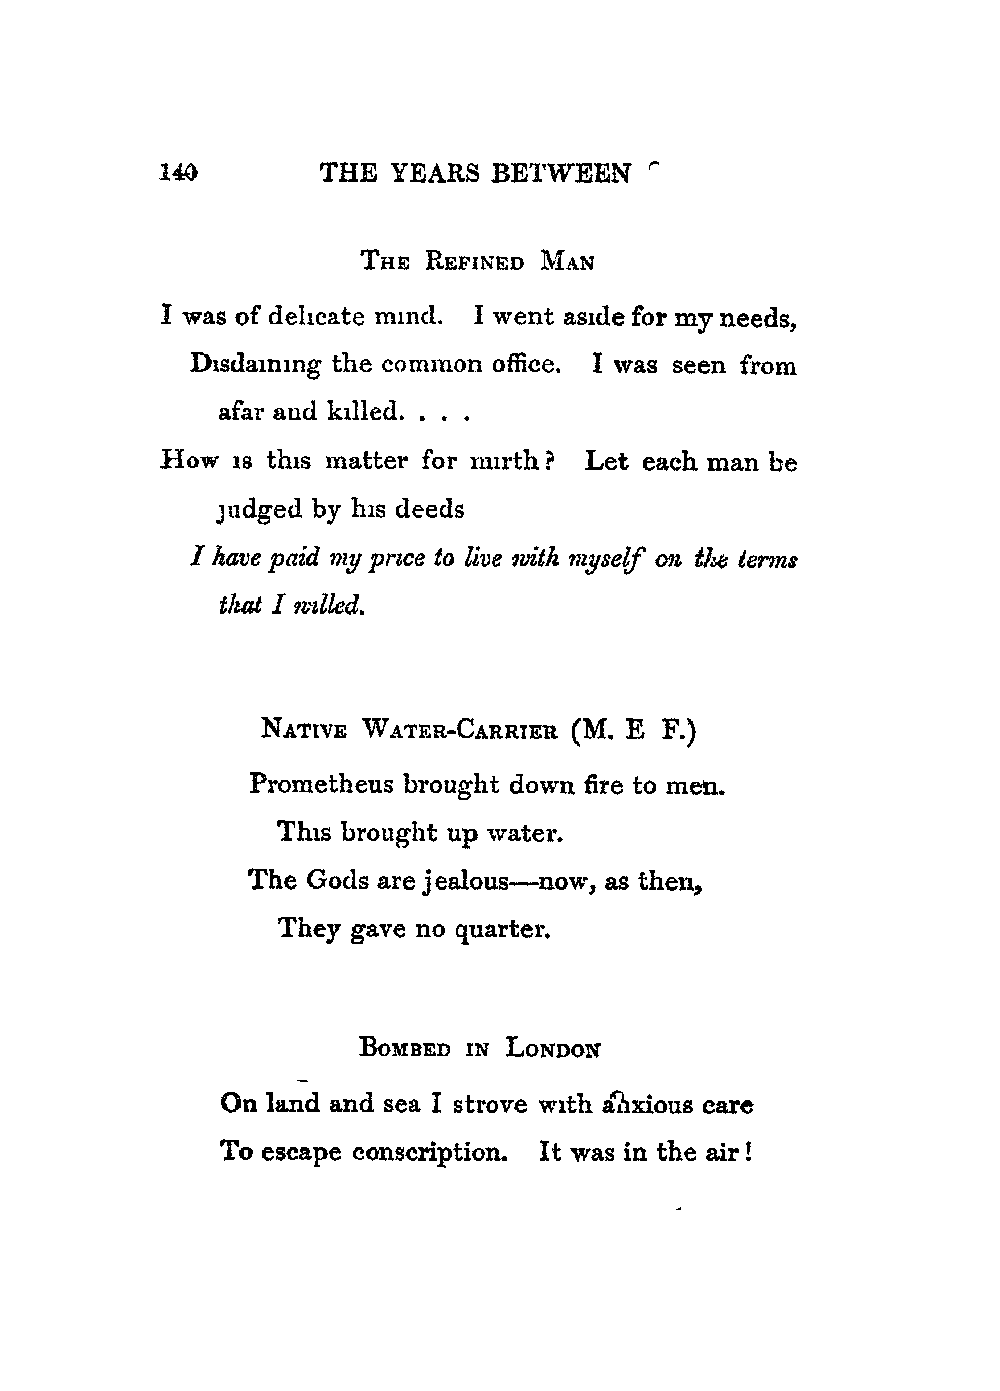 140 THE YEARS BETWEEN
THE REFINED MAN
I was of delicate mind. I went aside for my needs,
Disdaining the common office. I was seen from
afar and killed. . . .
How is this matter for mirth? Let each man be
judged by his deeds
I have paid my price to live with myself on the terms
that I willed.
NATIVE WATER-CARRIER (M. E F.)
Prometheus brought down fire to men.
This brought up water.
The Gods are jealous—now, as then,
They gave no quarter.
BOMBED IN LONDON
On land and sea I strove with anxious care
To escape conscription. It was in the air!